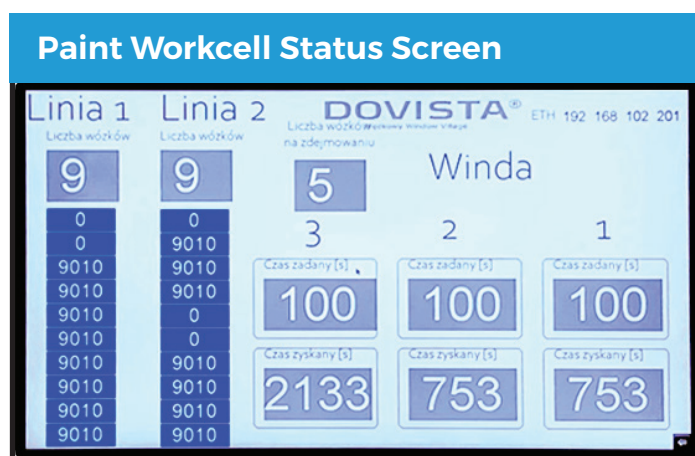 Paint Workcell Status Screen
Linia 1
Linia 2
DOVISTA®
ETH 192 168 102 201
Liczba wózków
Liczba wózków
Liczba wózków
na zdejmowaniu
Window Village
9
9
5
Winda
0
0
9010
9010
9010
9010
9010
9010
9010
9010
0
9010
9010
9010
0
0
9010
9010
9010
9010
3
2
1
Czas zadany [s]
Czas zadany [s]
Czas zadany [s]
100
100
100
Czas zyskany [s]
Czas zyskany [s]
Czas zyskany [s]
2133
753
753